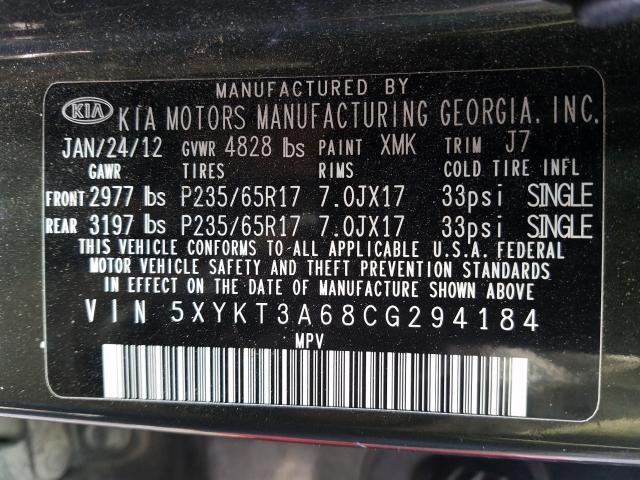 MANUFACTURED BY
KIA KIA MOTORS MANUFACTURING GEORGIA, INC.
JAN/24/12 GVWR 4828 lbs PAINT XMK TRIM J7
GAWR TIRES RIMS COLD TIRE INFL
FRONT 2977 lbs P235/65R17 7.0JX17 33psi SINGLE
REAR 3197 lbs P235/65R17 7.0JX17 33psi SINGLE
THIS VEHICLE CONFORMS TO ALL APPLICABLE U.S.A. FEDERAL
MOTOR VEHICLE SAFETY AND THEFT PREVENTION STANDARDS
IN EFFECT ON THE DATE OF MANUFACTURE SHOWN ABOVE
VIN 5XYKT3A68CG294184
MPV